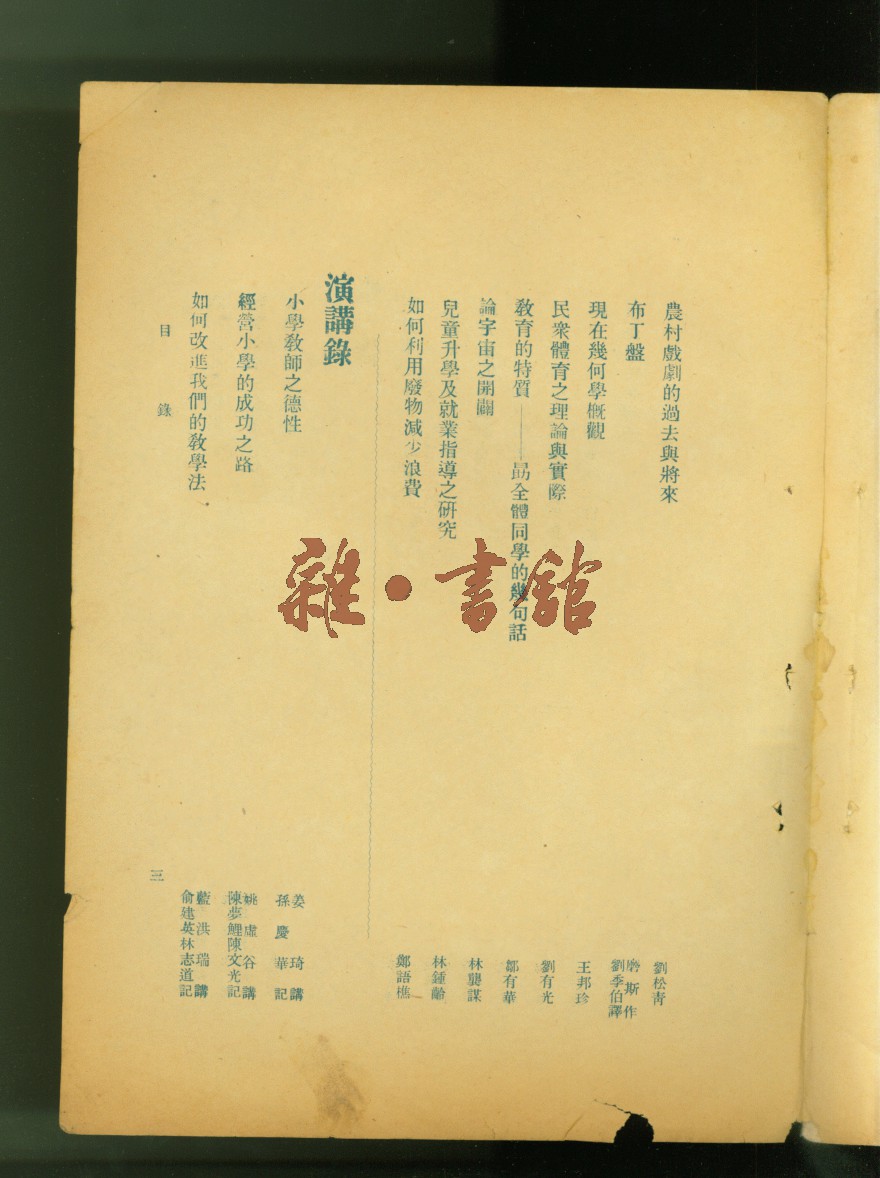 農村戲劇的過去與將來
劉松青
布丁盤
磨斯作
劉季伯譯
現在幾何學概觀
王邦珍
民衆體育之理論與實際
劉有光
教育的特質——勗全體同學的幾句話
鄒有華
論宇宙之開闢
林龔謀
兒童升學及就業指導之研究
林鍾齡
如何利用廢物減少浪費
鄭語樵
演講錄
小學教師之德性
姜琦講
孫慶華記
經營小學的成功之路
姚虛谷講
陳夢鯉陳文光記
如何改進我們的教學法
藍洪瑞講
俞建英林志道記
目錄
三
雜·書館